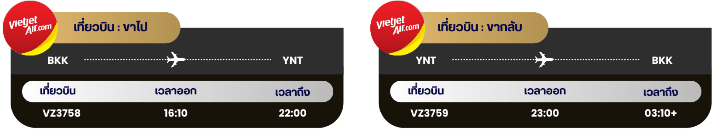 vietjet Air.com
เที่ยวบิน : ขาไป
BKK YNT
เที่ยวบิน เวลาออก เวลาถึง
VZ3758 16:10 22:00
vietjet Air.com
เที่ยวบิน : ขากลับ
YNT BKK
เที่ยวบิน เวลาออก เวลาถึง
VZ3759 23:00 03:10+